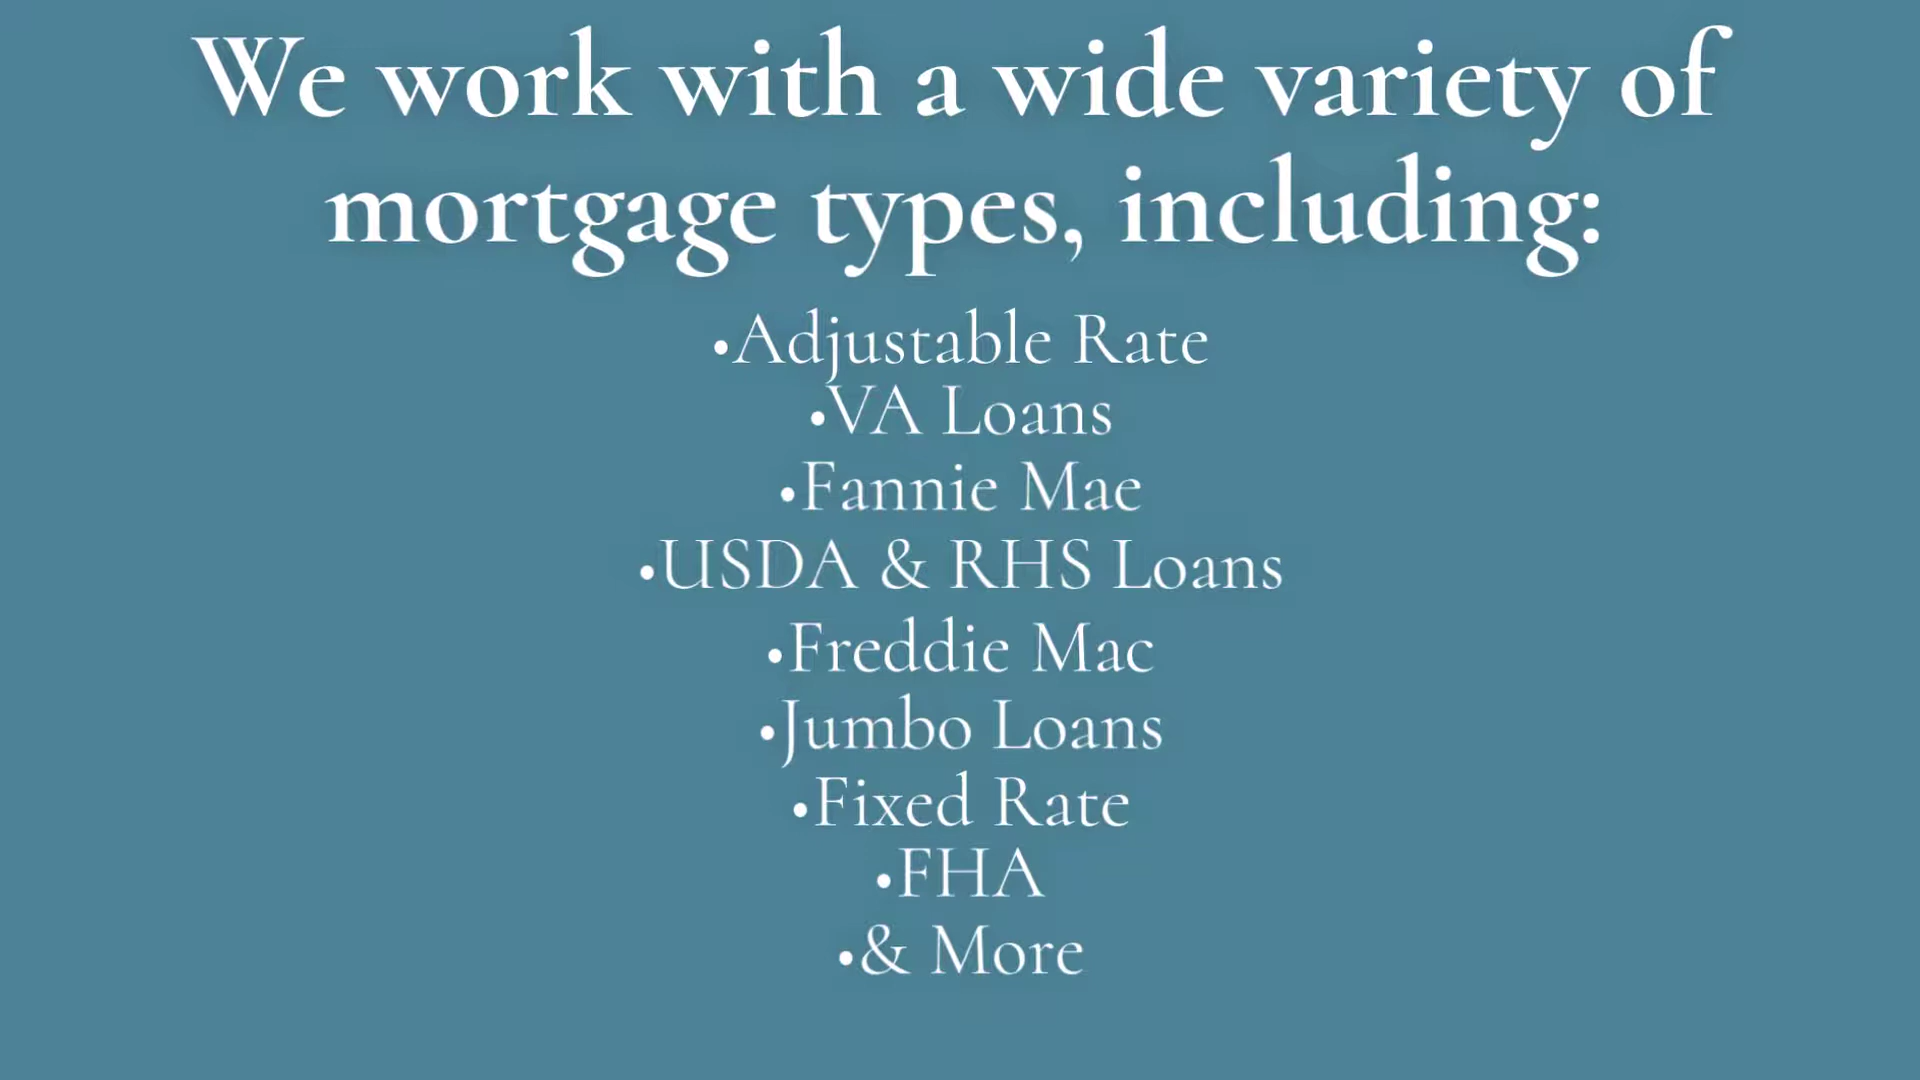 We work with a wide variety of
mortgage types, including:
•Adjustable Rate
•VA Loans
•Fannie Mae
•USDA & RHS Loans
•Freddie Mac
•Jumbo Loans
•Fixed Rate
•FHA
•& More